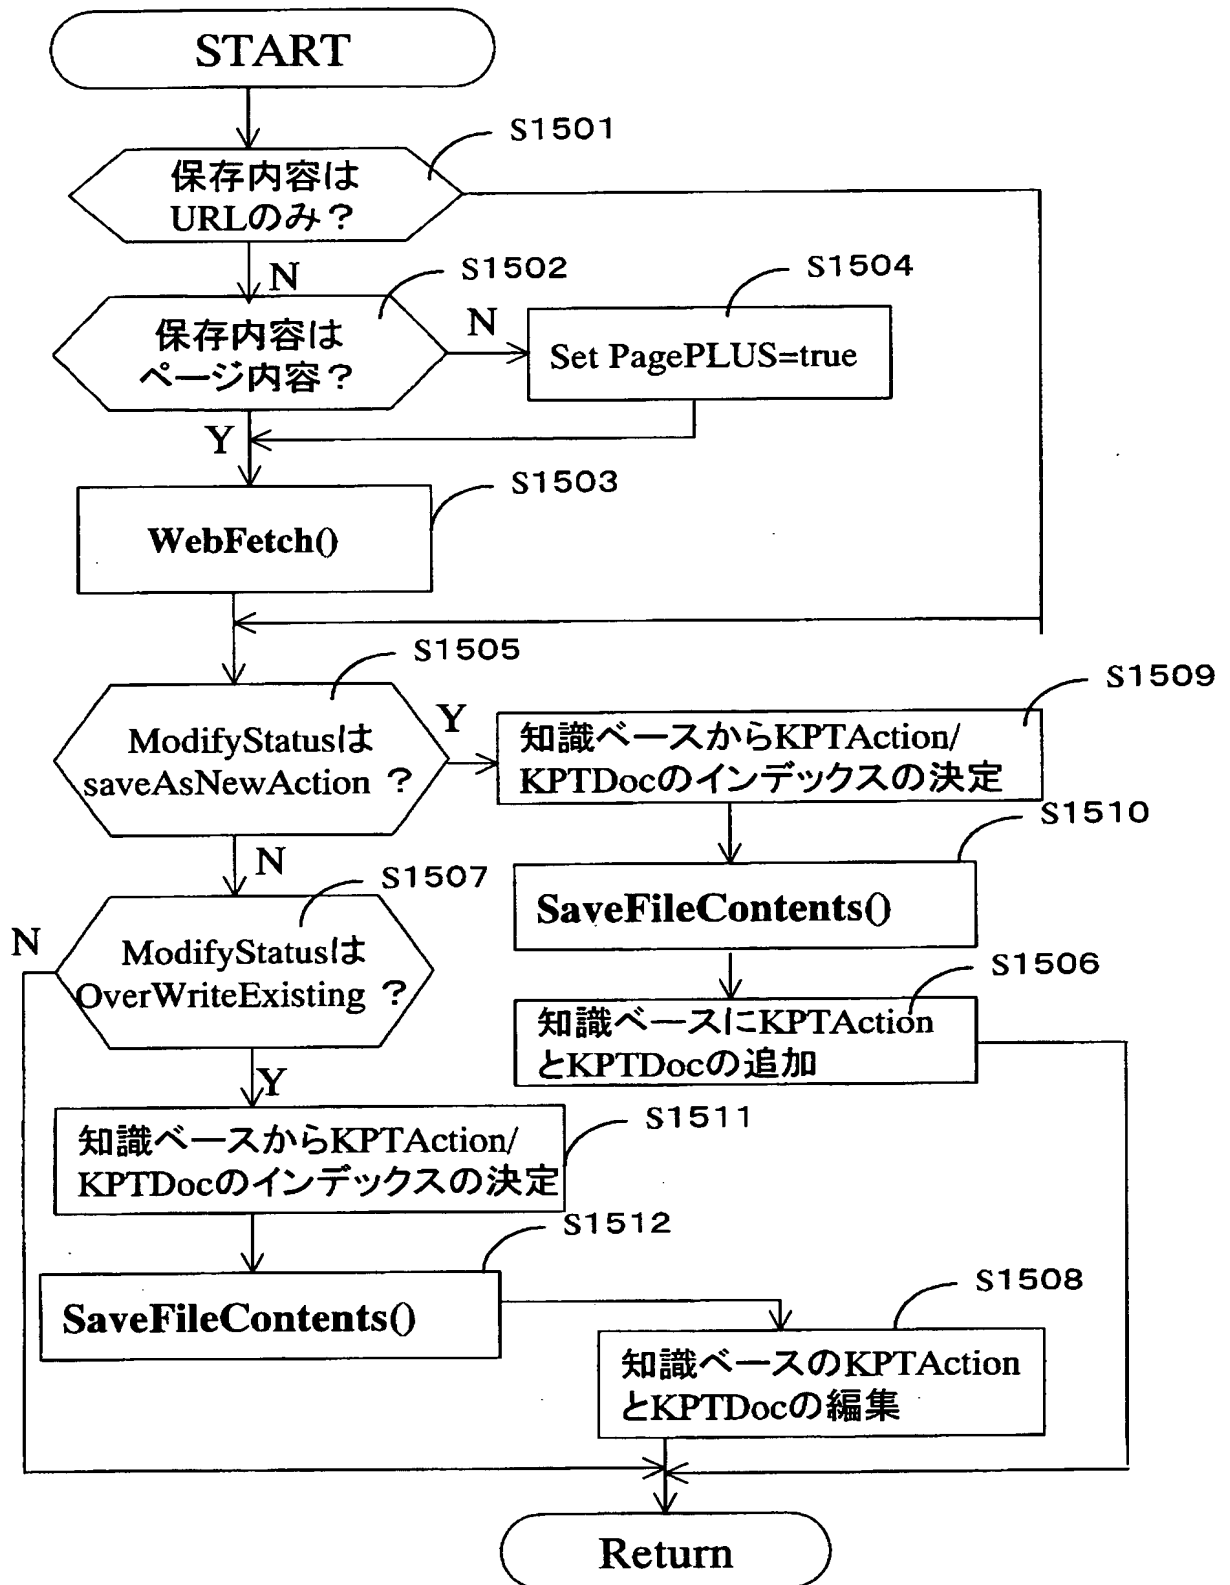 START
S1501
保存内容は
URLのみ？
N
S1502
保存内容は
ページ内容？
N
S1504
Set PagePLUS=true
Y
S1503
WebFetch()
S1505
ModifyStatusは
saveAsNewAction ？
Y
S1509
知識ベースからKPTAction/
KPTDocのインデックスの決定
S1510
SaveFileContents()
S1506
知識ベースにKPTAction
とKPTDocの追加
N
S1507
ModifyStatusは
OverWriteExisting ？
N
Y
S1511
知識ベースからKPTAction/
KPTDocのインデックスの決定
S1512
SaveFileContents()
S1508
知識ベースのKPTAction
とKPTDocの編集
Return